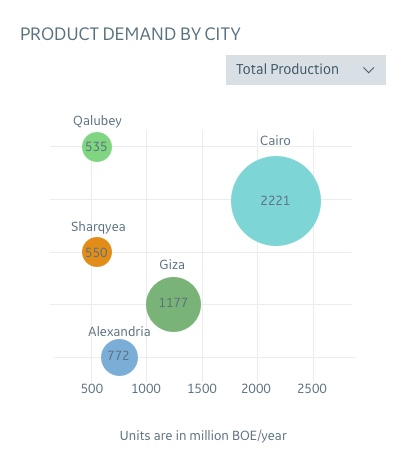 PRODUCT DEMAND BY CITY
Total Production
Qalubey
535
Cairo
2221
Sharqyea
550
Giza
1177
Alexandria
772
500 1000 1500 2000 2500
Units are in million BOE/year